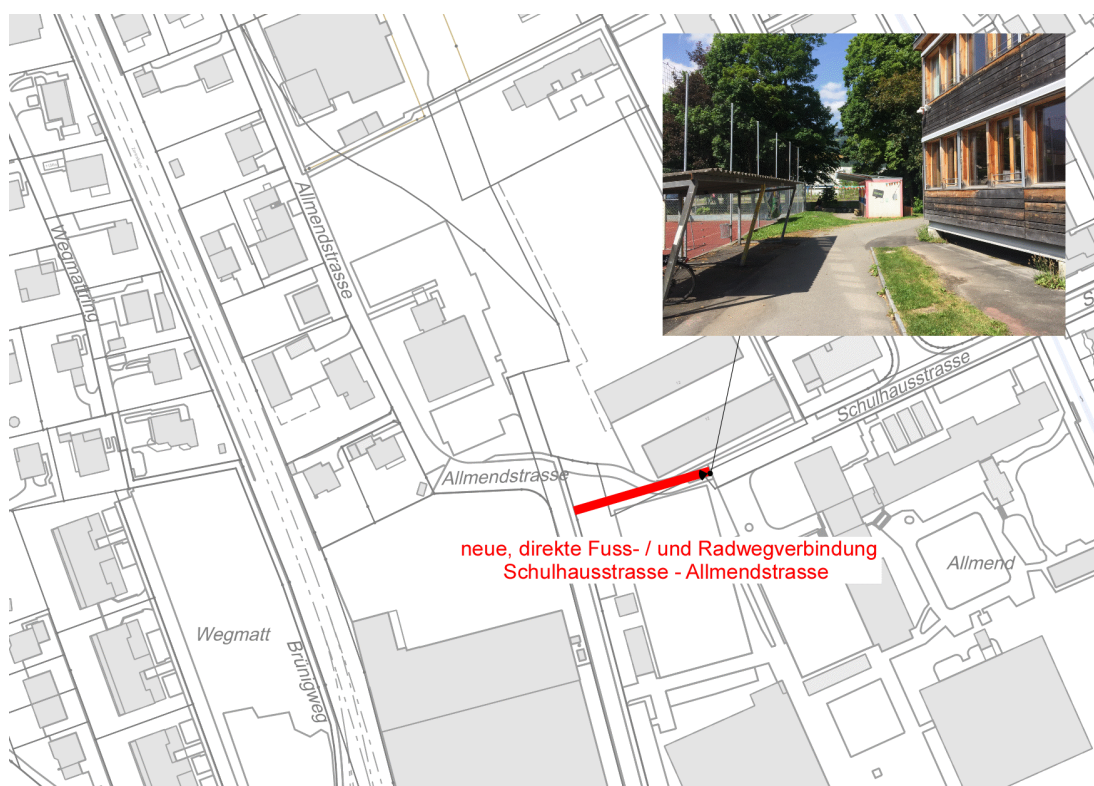 Allmendstrasse
Wegmattring
S
Schulhausstrasse
Allmendstrasse
neue, direkte Fuss- / und Radwegverbindung
Schulhausstrasse - Allmendstrasse
Allmend
Wegmatt
Brünigweg